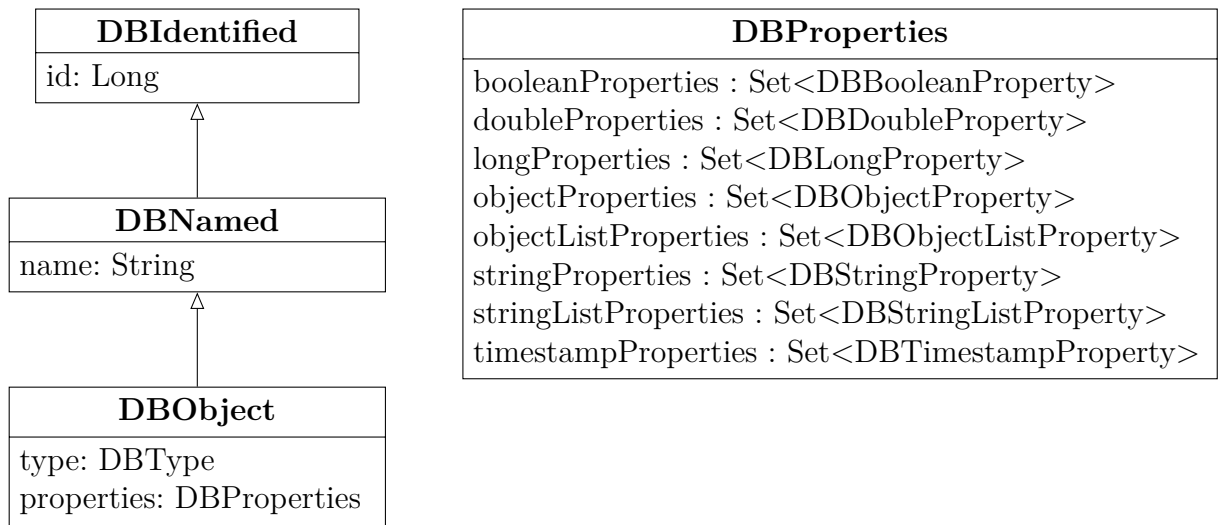 DBIdentified
id: Long
DBNamed
name: String
DBObject
type: DBType
properties: DBProperties
DBProperties
booleanProperties : Set<DBBooleanProperty>
doubleProperties : Set<DBDoubleProperty>
longProperties : Set<DBLongProperty>
objectProperties : Set<DBObjectProperty>
objectListProperties : Set<DBObjectListProperty>
stringProperties : Set<DBStringProperty>
stringListProperties : Set<DBStringListProperty>
timestampProperties : Set<DBTimestampProperty>